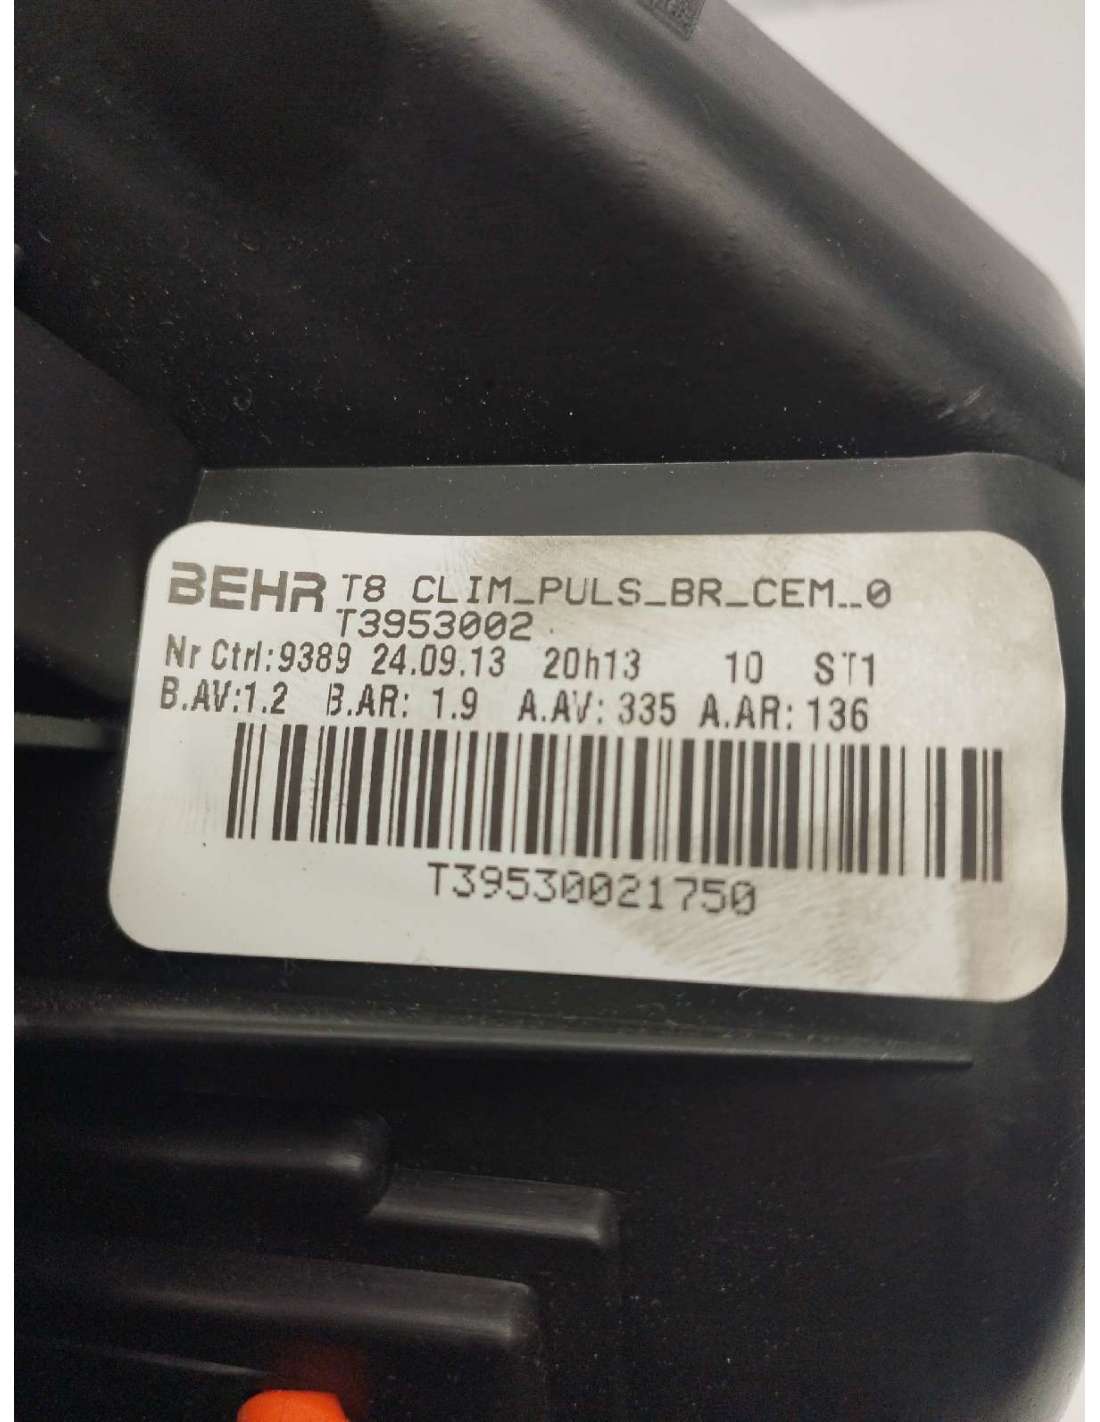 BEHR T8 CLIM_PULS_BR_CEM__0
T3953002
Nr Ctrl:9389 24.09.13 20h13 10 ST1
B.AV:1.2 B.AR: 1.9 A.AV: 335 A.AR: 136
T39530021750